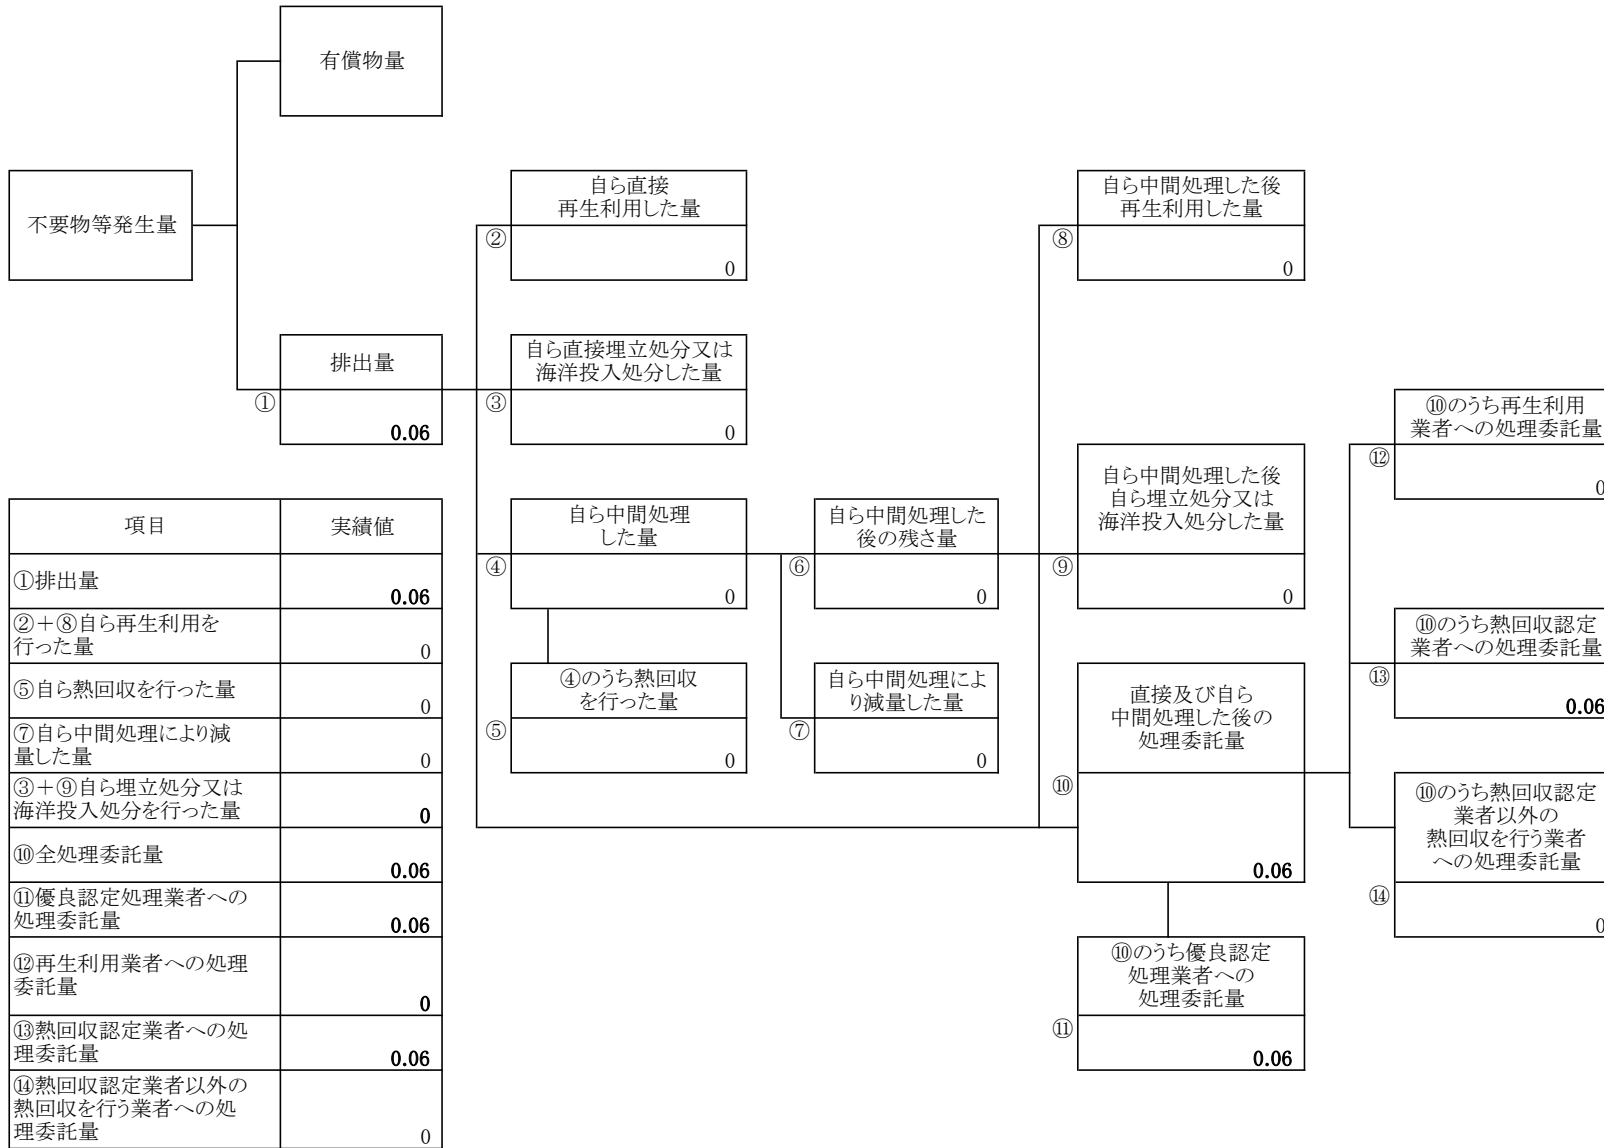 有償物量
不要物等発生量
自ら直接
再生利用した量
②
0
自ら中間処理した後
再生利用した量
⑧
0
排出量
①
0.06
自ら直接埋立処分又は
海洋投入処分した量
③
0
⑩のうち再生利用
業者への処理委託量
⑫
0
自ら中間処理
した量
④
0
自ら中間処理した
後の残さ量
⑥
0
自ら中間処理した後
自ら埋立処分又は
海洋投入処分した量
⑨
0
⑩のうち熱回収認定
業者への処理委託量
⑬
0.06
④のうち熱回収
を行った量
⑤
0
自ら中間処理によ
り減量した量
⑦
0
直接及び自ら
中間処理した後の
処理委託量
⑩
0.06
⑩のうち熱回収認定
業者以外の
熱回収を行う業者
への処理委託量
⑭
0
⑩のうち優良認定
処理業者への
処理委託量
⑪
0.06
項目 実績値
①排出量 0.06
②＋⑧自ら再生利用を
行った量 0
⑤自ら熱回収を行った量 0
⑦自ら中間処理により減
量した量 0
③＋⑨自ら埋立処分又は
海洋投入処分を行った量 0
⑩全処理委託量 0.06
⑪優良認定処理業者への
処理委託量 0.06
⑫再生利用業者への処理
委託量 0
⑬熱回収認定業者への処
理委託量 0.06
⑭熱回収認定業者以外の
熱回収を行う業者への処
理委託量 0